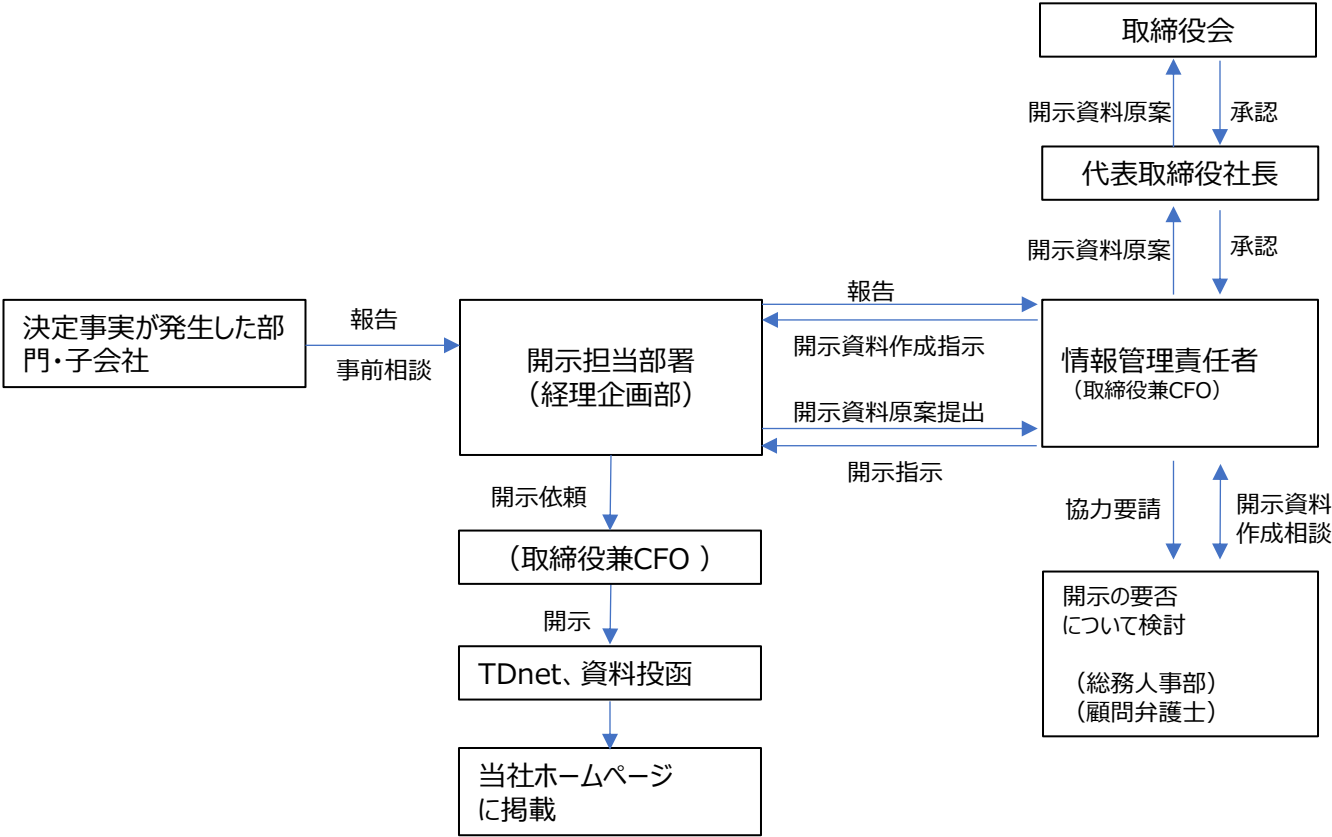 取締役会
開示資料原案
承認
代表取締役社長
開示資料原案
承認
決定事実が発生した部
門・子会社
報告
事前相談
開示担当部署
（経理企画部）
報告
開示資料作成指示
開示資料原案提出
開示指示
情報管理責任者
（取締役兼CFO）
協力要請
開示資料
作成相談
開示の要否
について検討
（総務人事部）
（顧問弁護士）
開示依頼
（取締役兼CFO ）
開示
TDnet、資料投函
当社ホームページ
に掲載